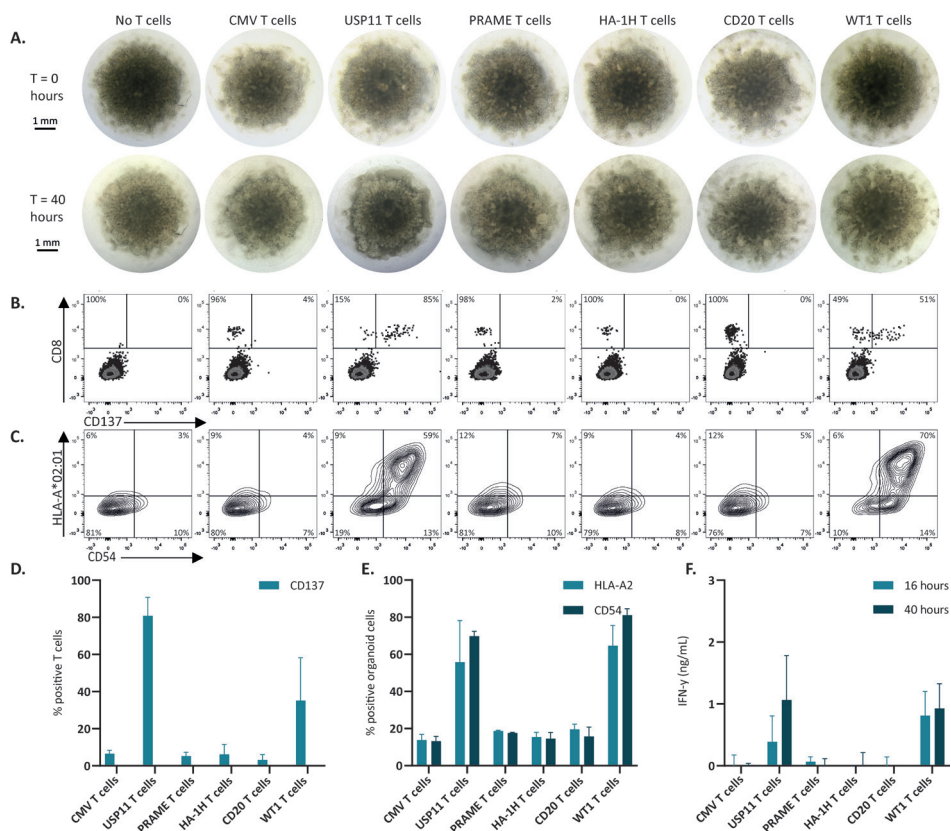 No T cells CMV T cells USP11 T cells PRAME T cells HA-1H T cells CD20 T cells WT1 T cells
A.
T = 0
hours
1 mm
T = 40
hours
1 mm
B.
100% 0% 96% 4% 15% 85% 98% 2% 100% 0% 100% 0% 49% 51%
CD8
CD137
C.
6% 3% 9% 4% 9% 59% 12% 7% 9% 4% 12% 5% 6% 70%
HLA-A*02:01
81% 10% 80% 7% 19% 13% 81% 10% 79% 8% 76% 7% 10% 14%
CD54
D.
CD137
% positive T cells
100
80
60
40
20
0
CMV T cells
USP11 T cells
PRAME T cells
HA-1H T cells
CD20 T cells
WT1 T cells
E.
HLA-A2
CD54
% positive organoid cells
100
80
60
40
20
0
CMV T cells
USP11 T cells
PRAME T cells
HA-1H T cells
CD20 T cells
WT1 T cells
F.
16 hours
40 hours
IFN-y (ng/mL)
3
2
1
0
CMV T cells
USP11 T cells
PRAME T cells
HA-1H T cells
CD20 T cells
WT1 T cells